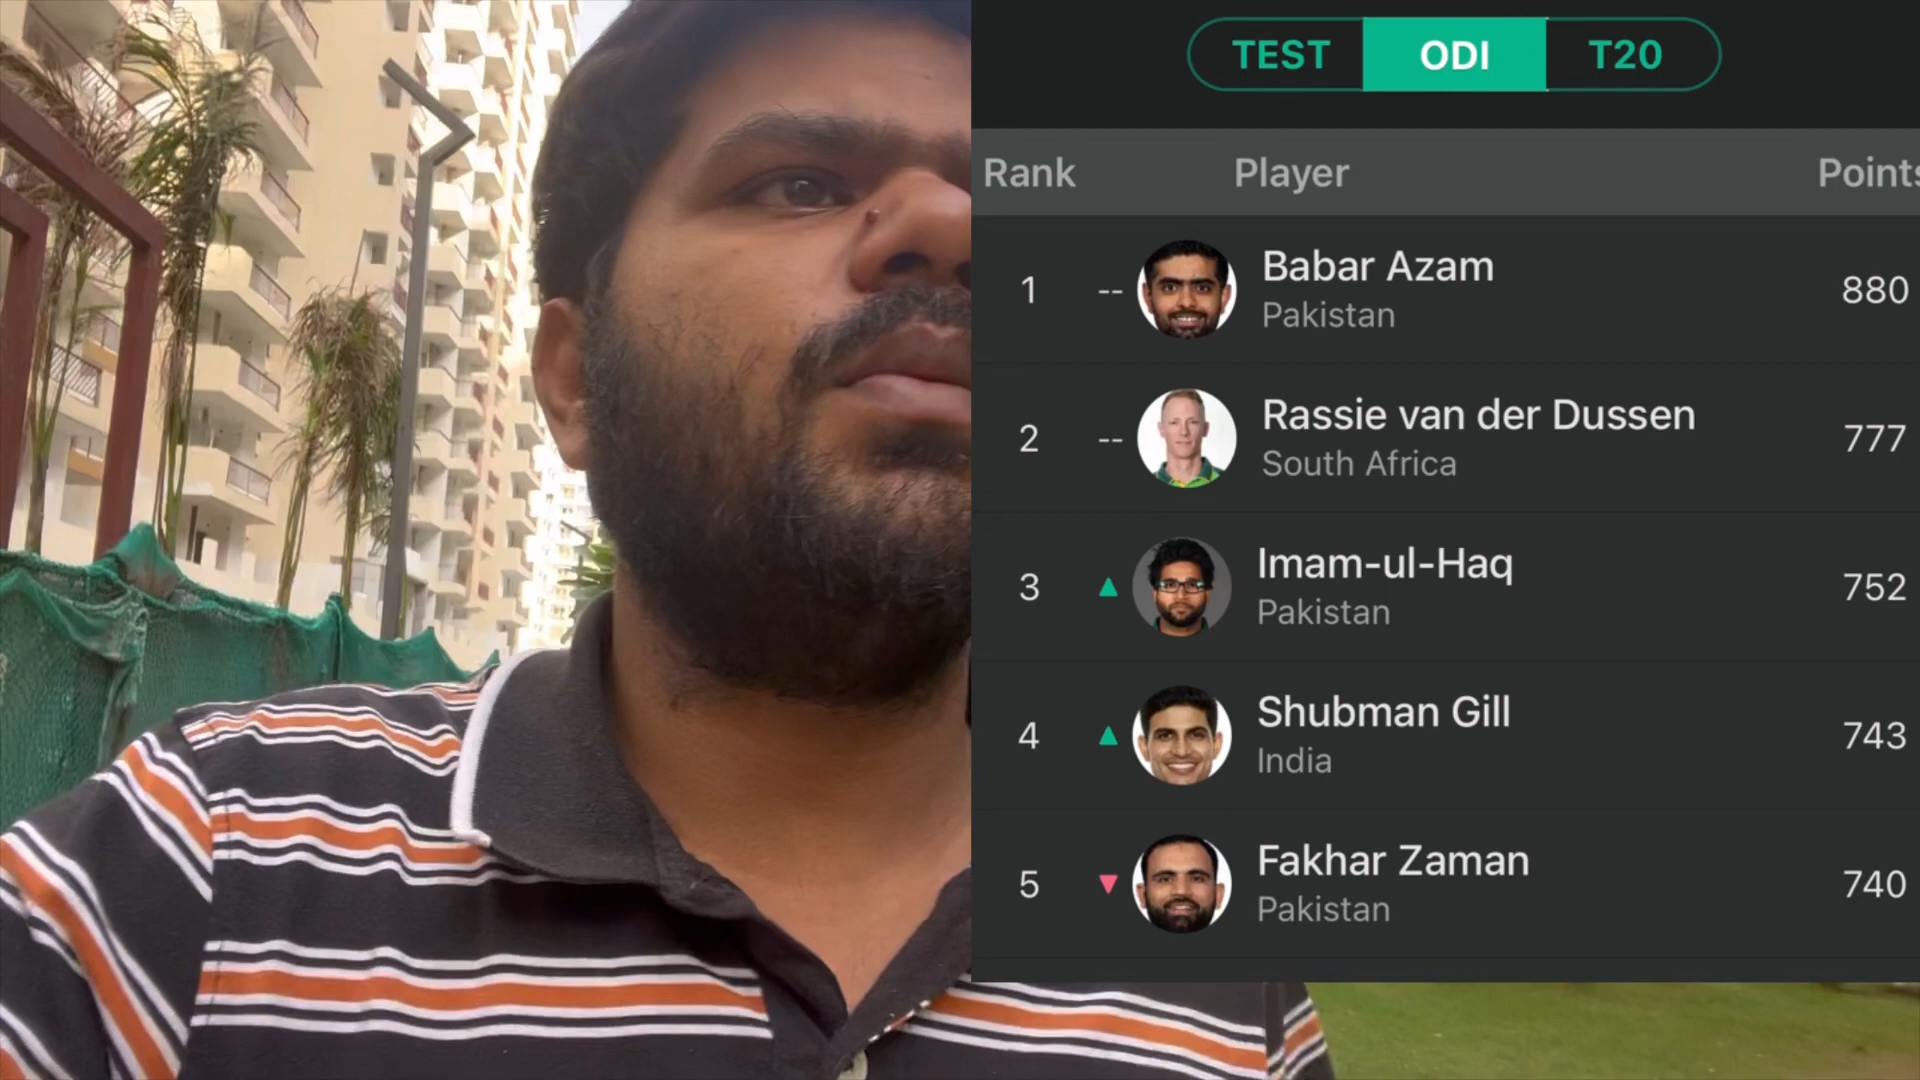 TEST ODI T20
Rank Player Points
1 -- Babar Azam 880
Pakistan
2 -- Rassie van der Dussen 777
South Africa
3 Imam-ul-Haq 752
Pakistan
4 Shubman Gill 743
India
5 Fakhar Zaman 740
Pakistan